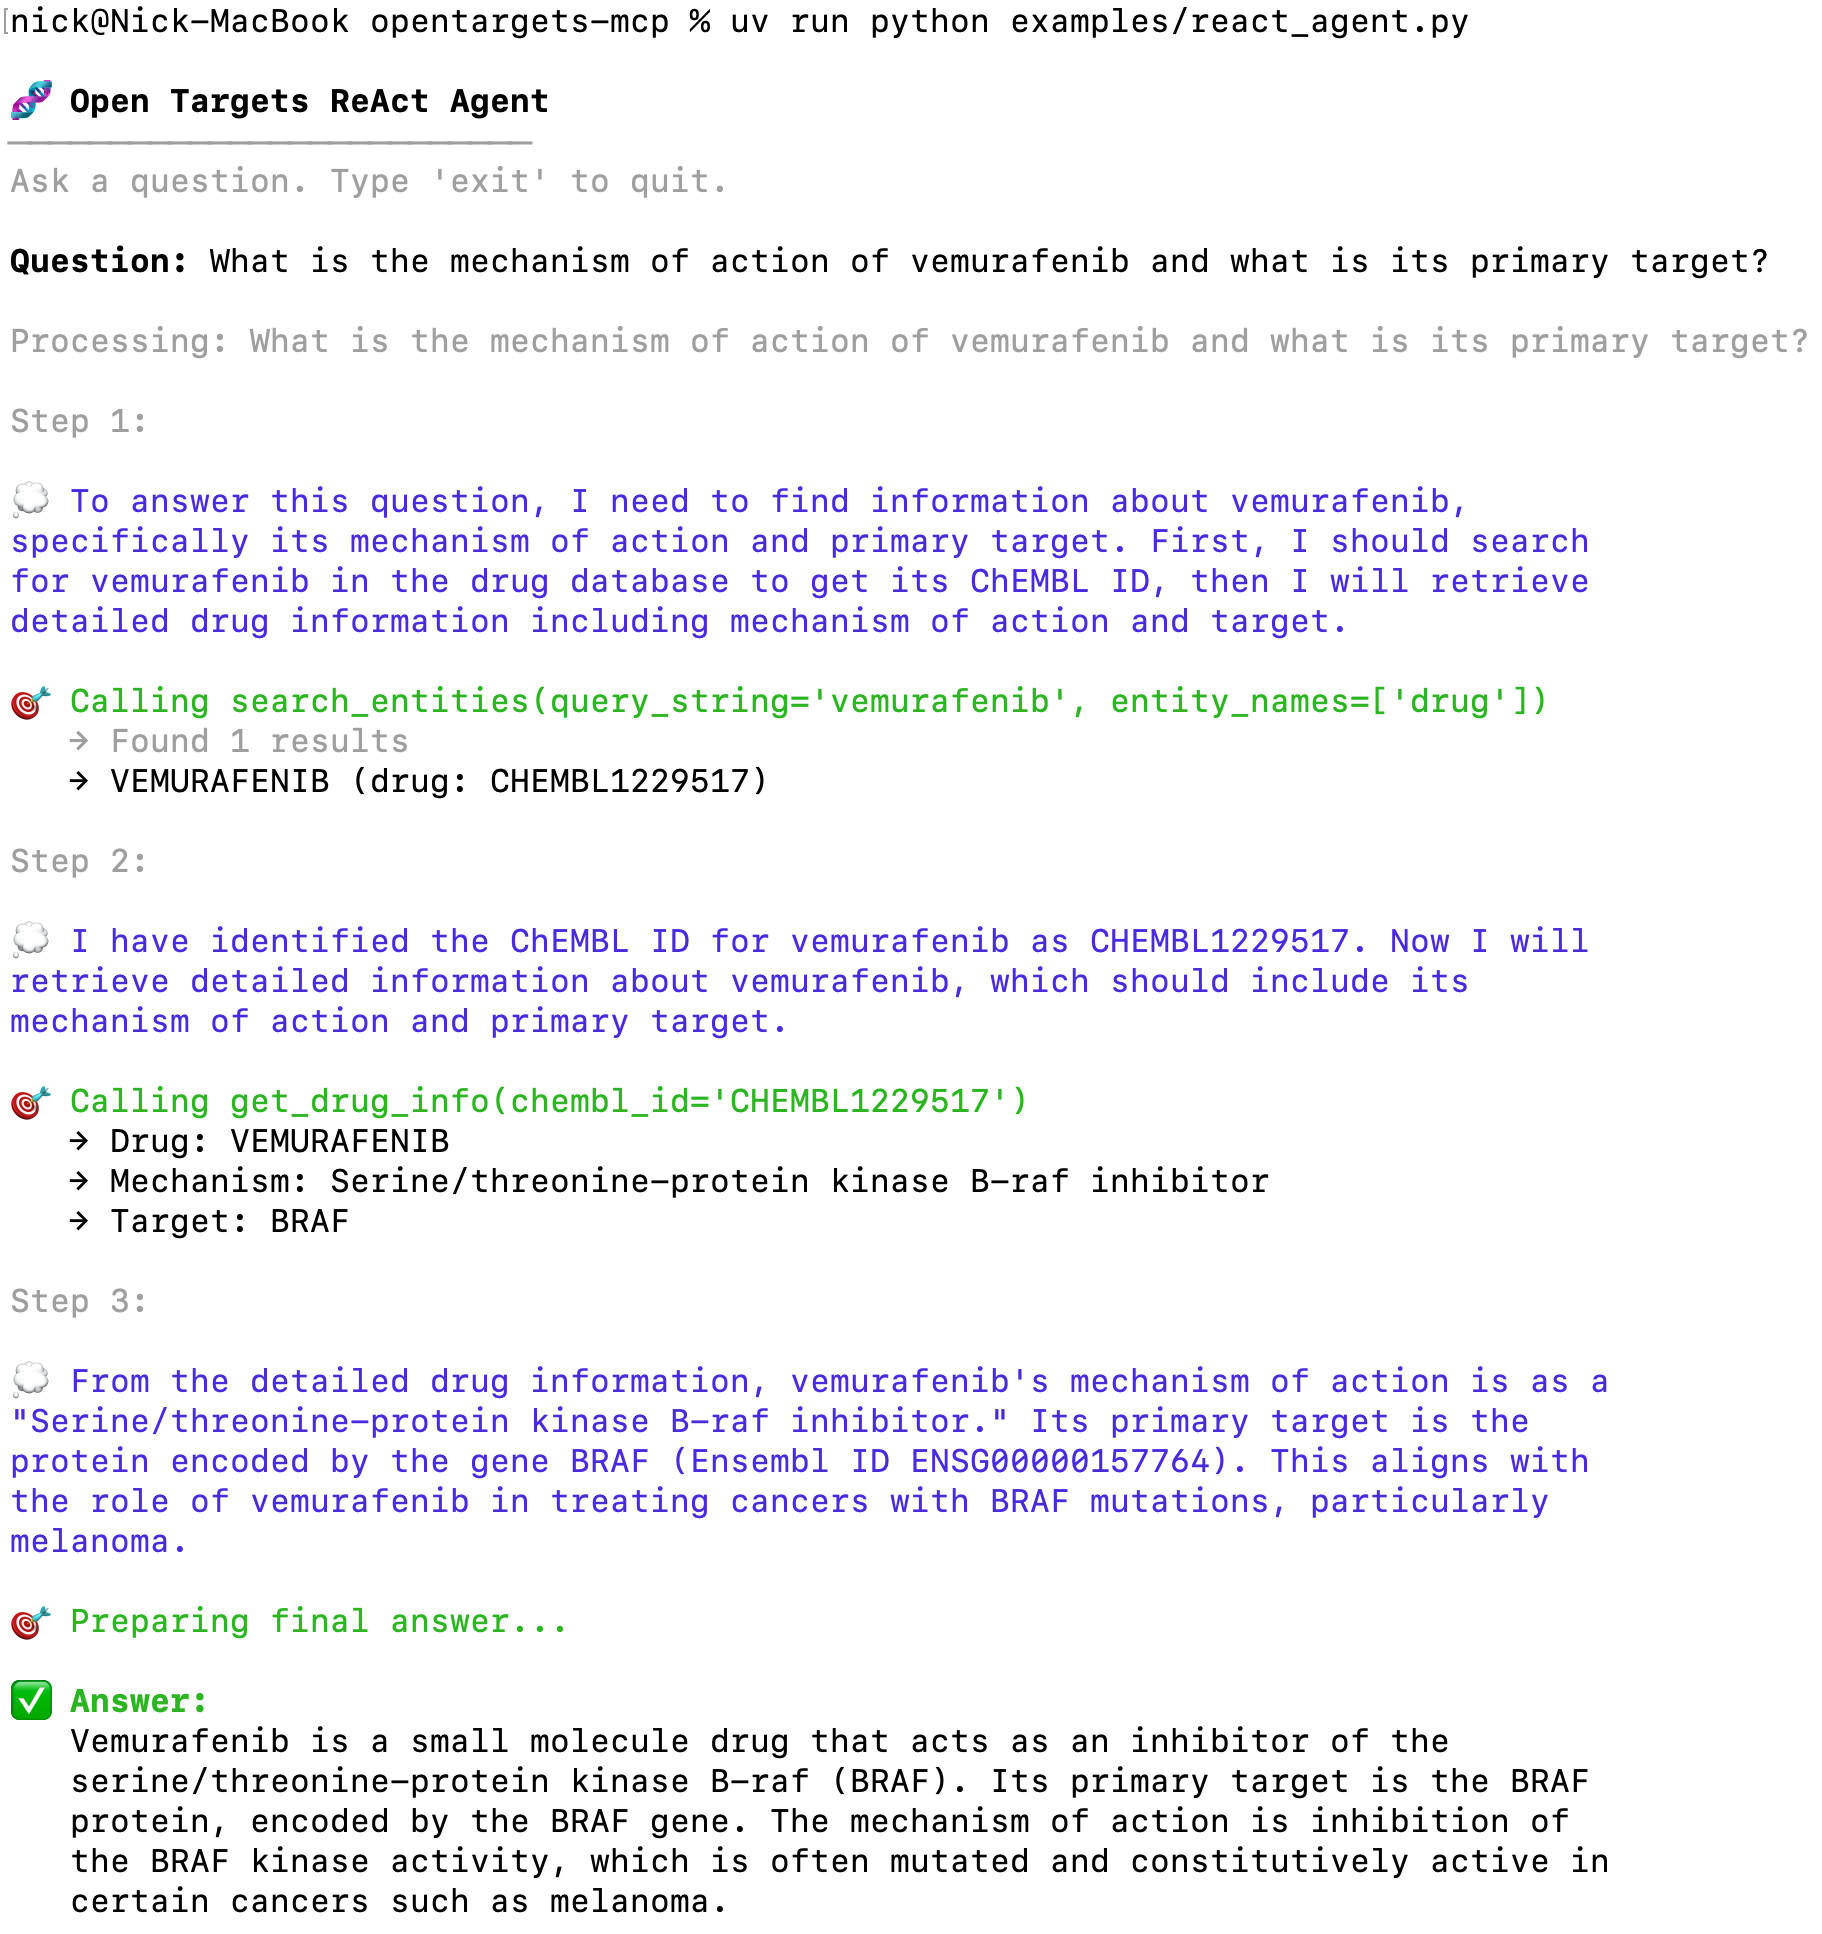 [nick@Nick-MacBook opentargets-mcp % uv run python examples/react_agent.py
🧬 Open Targets ReAct Agent
Ask a question. Type 'exit' to quit.
Question: What is the mechanism of action of vemurafenib and what is its primary target?
Processing: What is the mechanism of action of vemurafenib and what is its primary target?
Step 1:
💭 To answer this question, I need to find information about vemurafenib,
specifically its mechanism of action and primary target. First, I should search
for vemurafenib in the drug database to get its ChEMBL ID, then I will retrieve
detailed drug information including mechanism of action and target.
🎯 Calling search_entities(query_string='vemurafenib', entity_names=['drug'])
→ Found 1 results
→ VEMURAFENIB (drug: CHEMBL1229517)
Step 2:
💭 I have identified the ChEMBL ID for vemurafenib as CHEMBL1229517. Now I will
retrieve detailed information about vemurafenib, which should include its
mechanism of action and primary target.
🎯 Calling get_drug_info(chembl_id='CHEMBL1229517')
→ Drug: VEMURAFENIB
→ Mechanism: Serine/threonine-protein kinase B-raf inhibitor
→ Target: BRAF
Step 3:
💭 From the detailed drug information, vemurafenib's mechanism of action is as a
"Serine/threonine-protein kinase B-raf inhibitor." Its primary target is the
protein encoded by the gene BRAF (Ensembl ID ENSG00000157764). This aligns with
the role of vemurafenib in treating cancers with BRAF mutations, particularly
melanoma.
🎯 Preparing final answer...
✅ Answer:
Vemurafenib is a small molecule drug that acts as an inhibitor of the
serine/threonine-protein kinase B-raf (BRAF). Its primary target is the BRAF
protein, encoded by the BRAF gene. The mechanism of action is inhibition of
the BRAF kinase activity, which is often mutated and constitutively active in
certain cancers such as melanoma.